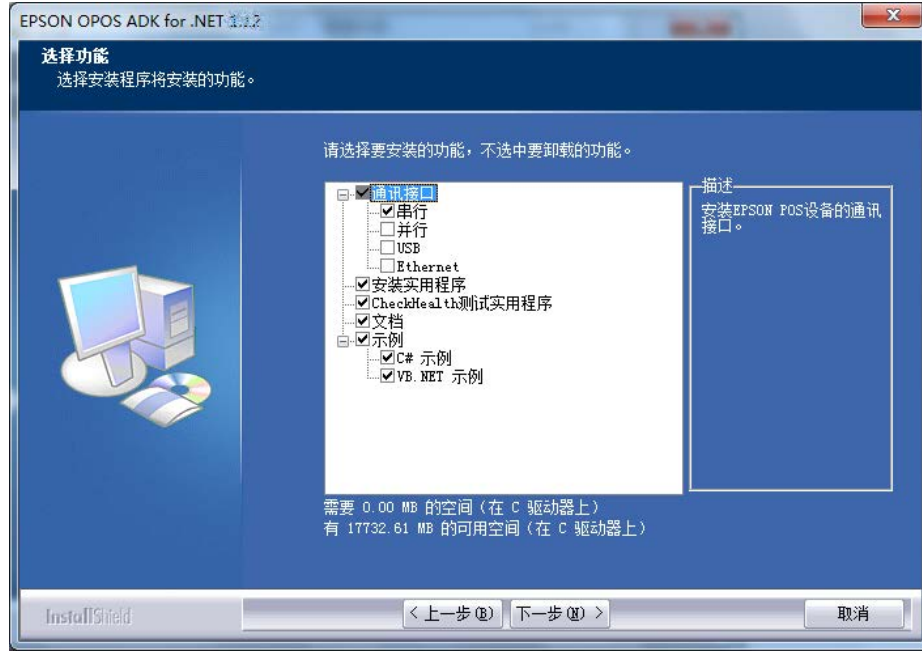 EPSON OPOS ADK for .NET 1.1.2
选择功能
选择安装程序将安装的功能。
请选择要安装的功能，不选中要卸载的功能。
通讯接口
串行
并行
USB
Ethernet
安装实用程序
CheckHealth测试实用程序
文档
示例
C# 示例
VB.NET 示例
描述
安装EPSON POS设备的通讯
接口。
需要 0.00 MB 的空间（在 C 驱动器上）
有 17732.61 MB 的可用空间（在 C 驱动器上）
InstallShield
< 上一步(B) 下一步(N) > 取消